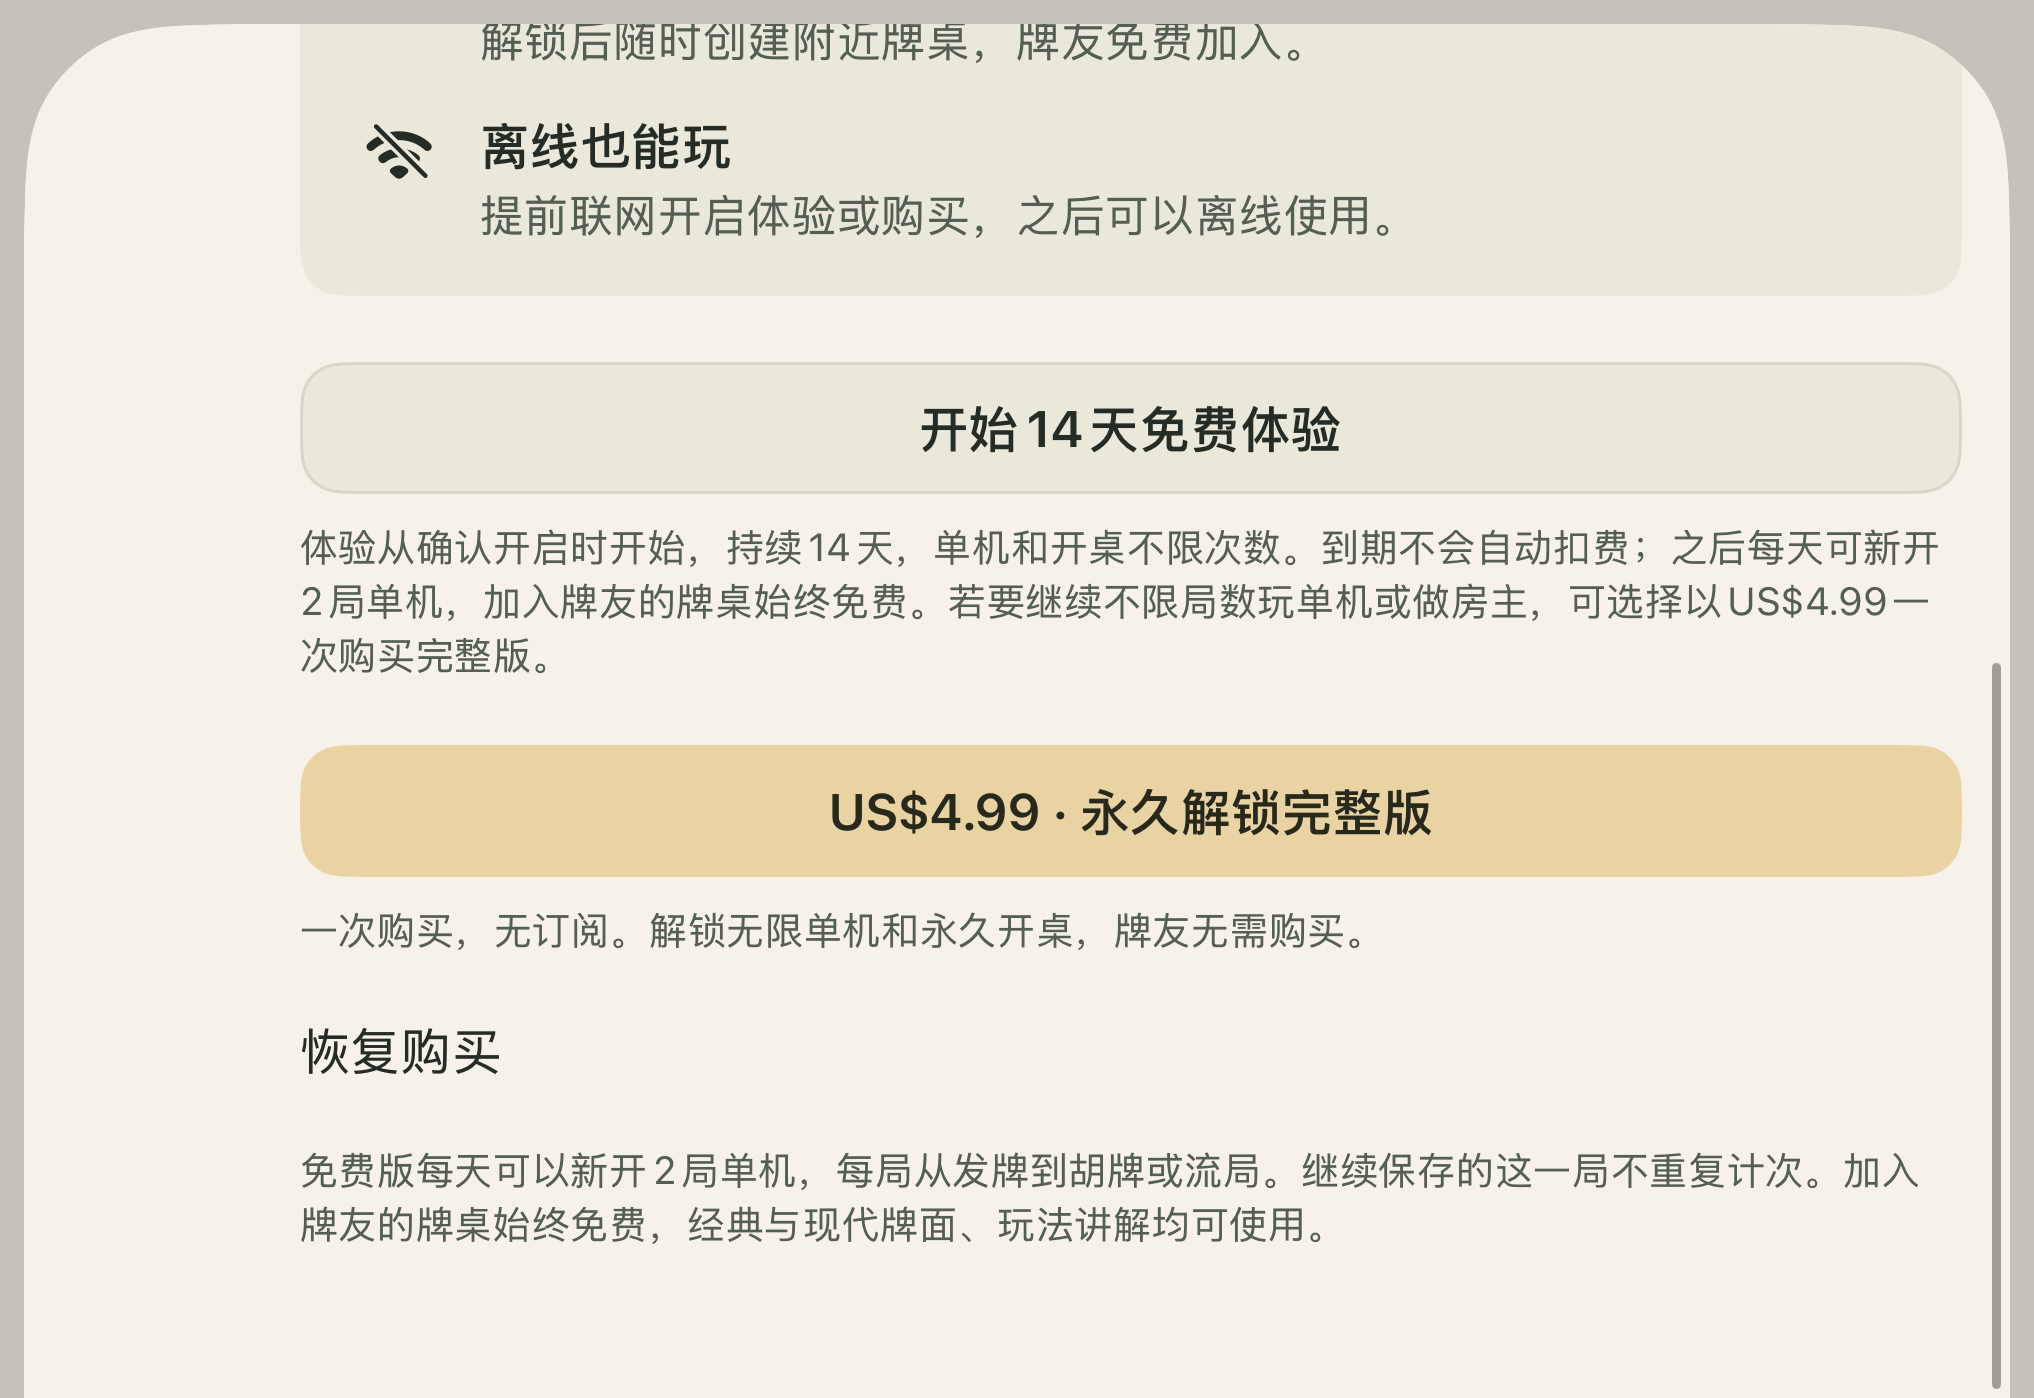 解锁后随时创建附近牌桌，牌友免费加入。
离线也能玩
提前联网开启体验或购买，之后可以离线使用。
开始 14 天免费体验
体验从确认开启时开始，持续 14 天，单机和开桌不限次数。到期不会自动扣费；之后每天可新开
2 局单机，加入牌友的牌桌始终免费。若要继续不限局数玩单机或做房主，可选择以 US$4.99 一
次购买完整版。
US$4.99 · 永久解锁完整版
一次购买，无订阅。解锁无限单机和永久开桌，牌友无需购买。
恢复购买
免费版每天可以新开 2 局单机，每局从发牌到胡牌或流局。继续保存的这一局不重复计次。加入
牌友的牌桌始终免费，经典与现代牌面、玩法讲解均可使用。